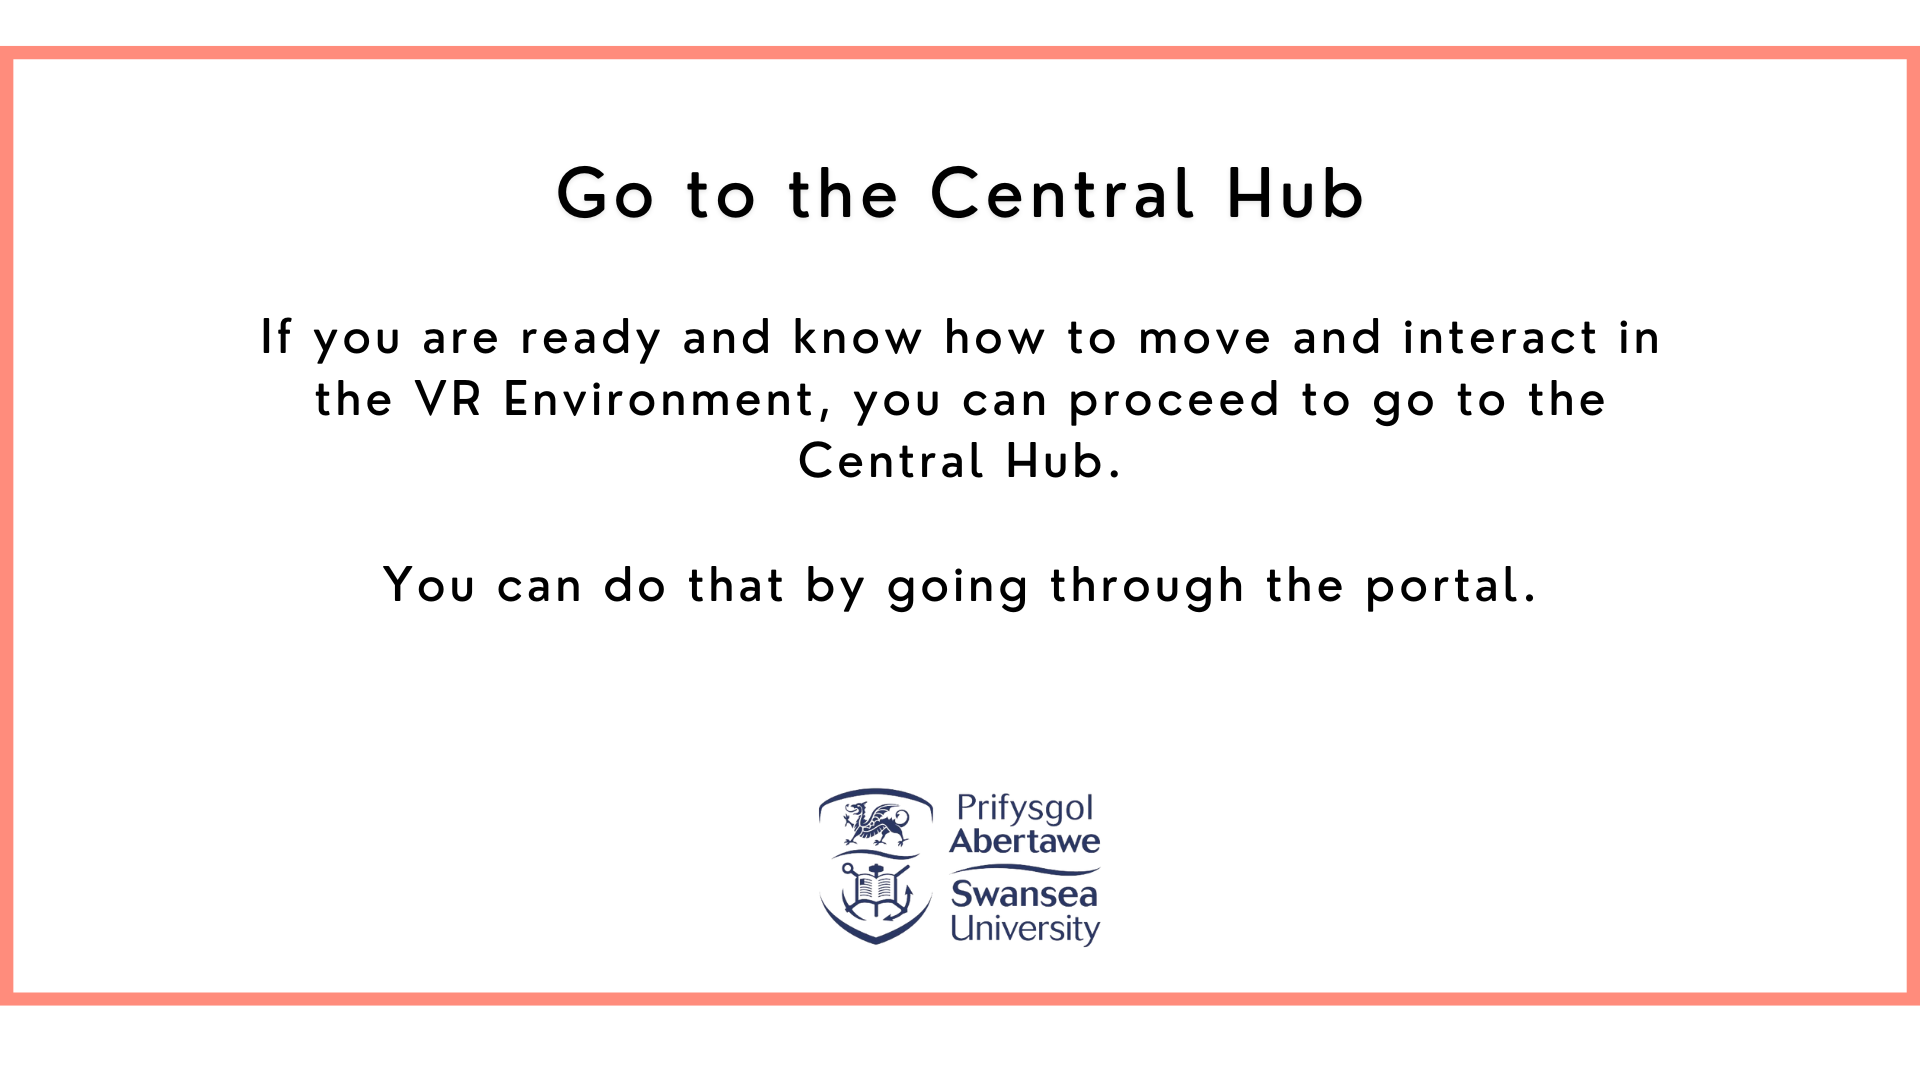 Go to the Central Hub
If you are ready and know how to move and interact in
the VR Environment, you can proceed to go to the
Central Hub.
You can do that by going through the portal.
Prifysgol
Abertawe
Swansea
University